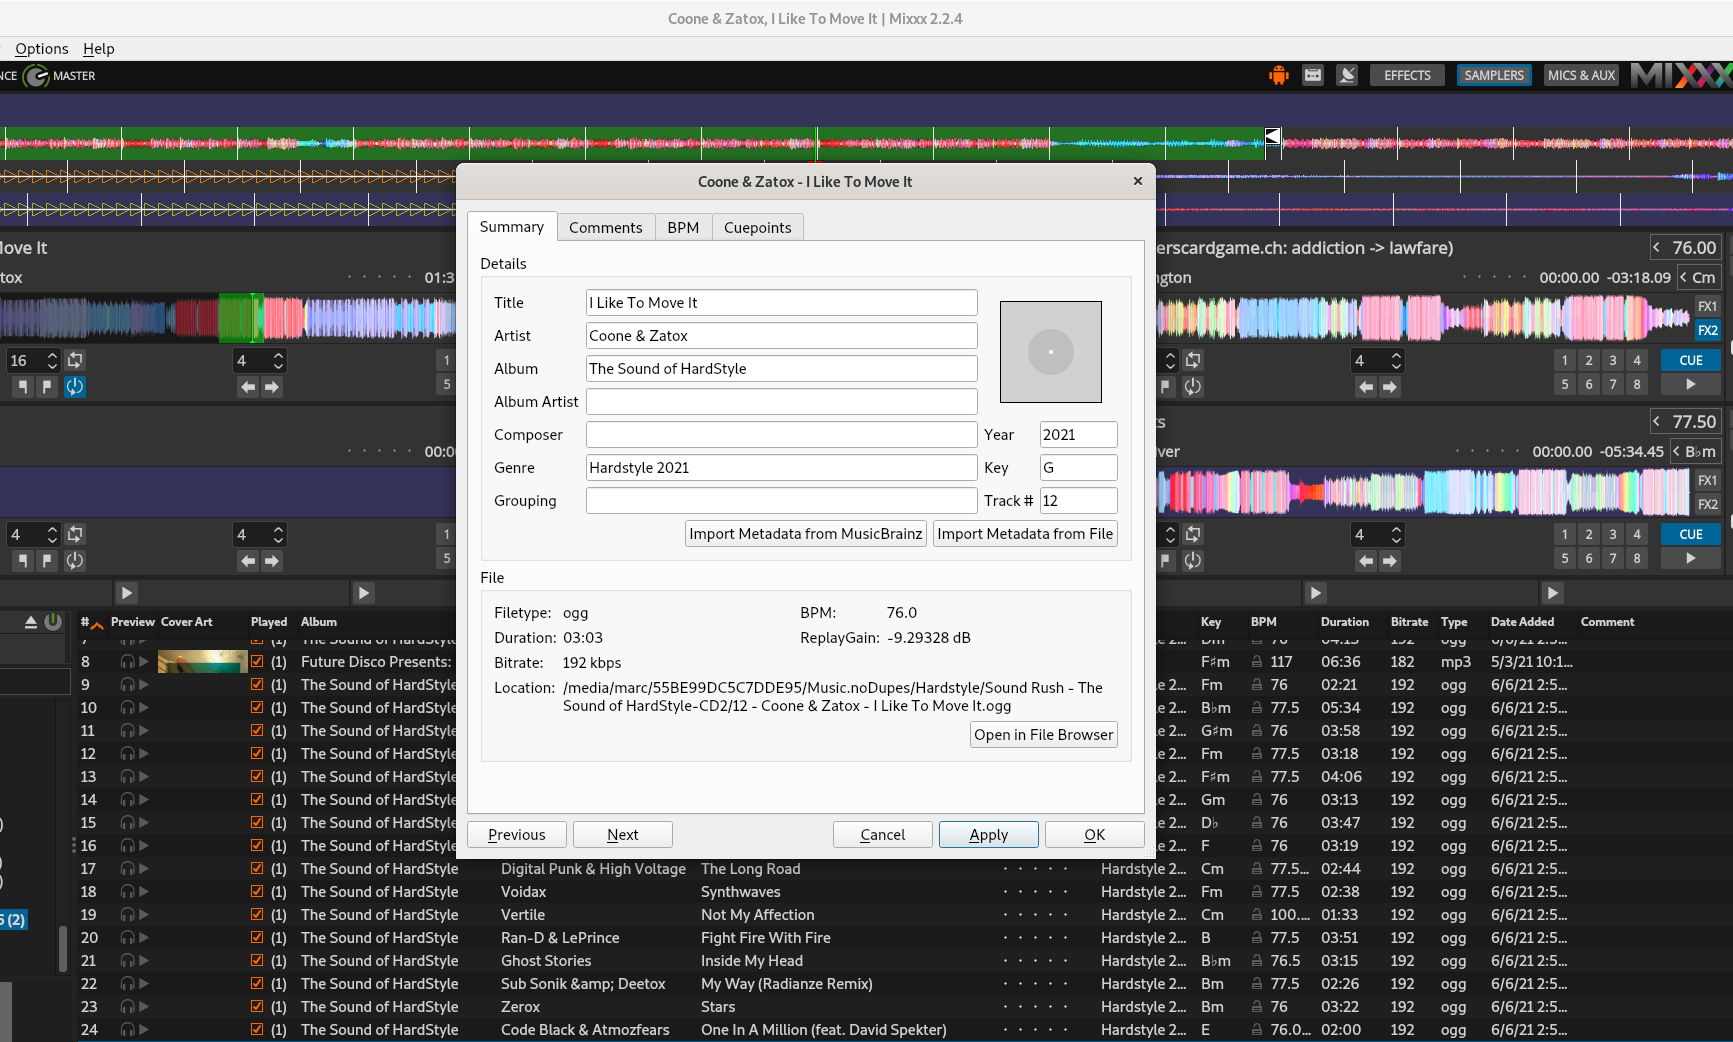 Coone & Zatox, I Like To Move It | Mixxx 2.2.4
Options Help
NCE MASTER EFFECTS SAMPLERS MICS & AUX MIXXX
Coone & Zatox - I Like To Move It
Move It
tox 01:3
16 4 1
5
00:0
4 4 1
5
erscardgame.ch: addiction -> lawfare) < 76.00
ngton 00:00.00 -03:18.09 < Cm
FX1
FX2
4 1 2 3 4 CUE
5 6 7 8
ts < 77.50
lver 00:00.00 -05:34.45 < B♭m
FX1
FX2
4 1 2 3 4 CUE
5 6 7 8
Summary Comments BPM Cuepoints
Details
Title I Like To Move It
Artist Coone & Zatox
Album The Sound of HardStyle
Album Artist
Composer Year 2021
Genre Hardstyle 2021 Key G
Grouping Track # 12
Import Metadata from MusicBrainz Import Metadata from File
File
Filetype: ogg BPM: 76.0
Duration: 03:03 ReplayGain: -9.29328 dB
Bitrate: 192 kbps
Location: /media/marc/55BE99DC5C7DDE95/Music.noDupes/Hardstyle/Sound Rush - The
Sound of HardStyle-CD2/12 - Coone & Zatox - I Like To Move It.ogg
Open in File Browser
Previous Next Cancel Apply OK
# Preview Cover Art Played Album Key BPM Duration Bitrate Type Date Added Comment
7 (1) The Sound of HardStyle e 2... Dm 76 04:13 192 ogg 6/6/21 2:5...
8 (1) Future Disco Presents: F♯m 117 06:36 182 mp3 5/3/21 10:1...
9 (1) The Sound of HardStyle e 2... Fm 76 02:21 192 ogg 6/6/21 2:5...
10 (1) The Sound of HardStyle e 2... B♭m 77.5 05:34 192 ogg 6/6/21 2:5...
11 (1) The Sound of HardStyle e 2... G♯m 76 03:58 192 ogg 6/6/21 2:5...
12 (1) The Sound of HardStyle e 2... Fm 77.5 03:18 192 ogg 6/6/21 2:5...
13 (1) The Sound of HardStyle e 2... F♯m 77.5 04:06 192 ogg 6/6/21 2:5...
14 (1) The Sound of HardStyle e 2... Gm 76 03:13 192 ogg 6/6/21 2:5...
15 (1) The Sound of HardStyle e 2... D♭ 76 03:47 192 ogg 6/6/21 2:5...
16 (1) The Sound of HardStyle e 2... F 76 03:19 192 ogg 6/6/21 2:5...
17 (1) The Sound of HardStyle Digital Punk & High Voltage The Long Road Hardstyle 2... Cm 77.5... 02:44 192 ogg 6/6/21 2:5...
18 (1) The Sound of HardStyle Voidax Synthwaves Hardstyle 2... Fm 77.5 02:38 192 ogg 6/6/21 2:5...
19 (1) The Sound of HardStyle Vertile Not My Affection Hardstyle 2... Cm 100.... 01:33 192 ogg 6/6/21 2:5...
6 (2)
20 (1) The Sound of HardStyle Ran-D & LePrince Fight Fire With Fire Hardstyle 2... B 77.5 03:51 192 ogg 6/6/21 2:5...
21 (1) The Sound of HardStyle Ghost Stories Inside My Head Hardstyle 2... B♭m 76.5 03:15 192 ogg 6/6/21 2:5...
22 (1) The Sound of HardStyle Sub Sonik &amp; Deetox My Way (Radianze Remix) Hardstyle 2... Bm 77.5 02:26 192 ogg 6/6/21 2:5...
23 (1) The Sound of HardStyle Zerox Stars Hardstyle 2... Bm 76 03:22 192 ogg 6/6/21 2:5...
24 (1) The Sound of HardStyle Code Black & Atmozfears One In A Million (feat. David Spekter) Hardstyle 2... E 76.0... 02:00 192 ogg 6/6/21 2:5...